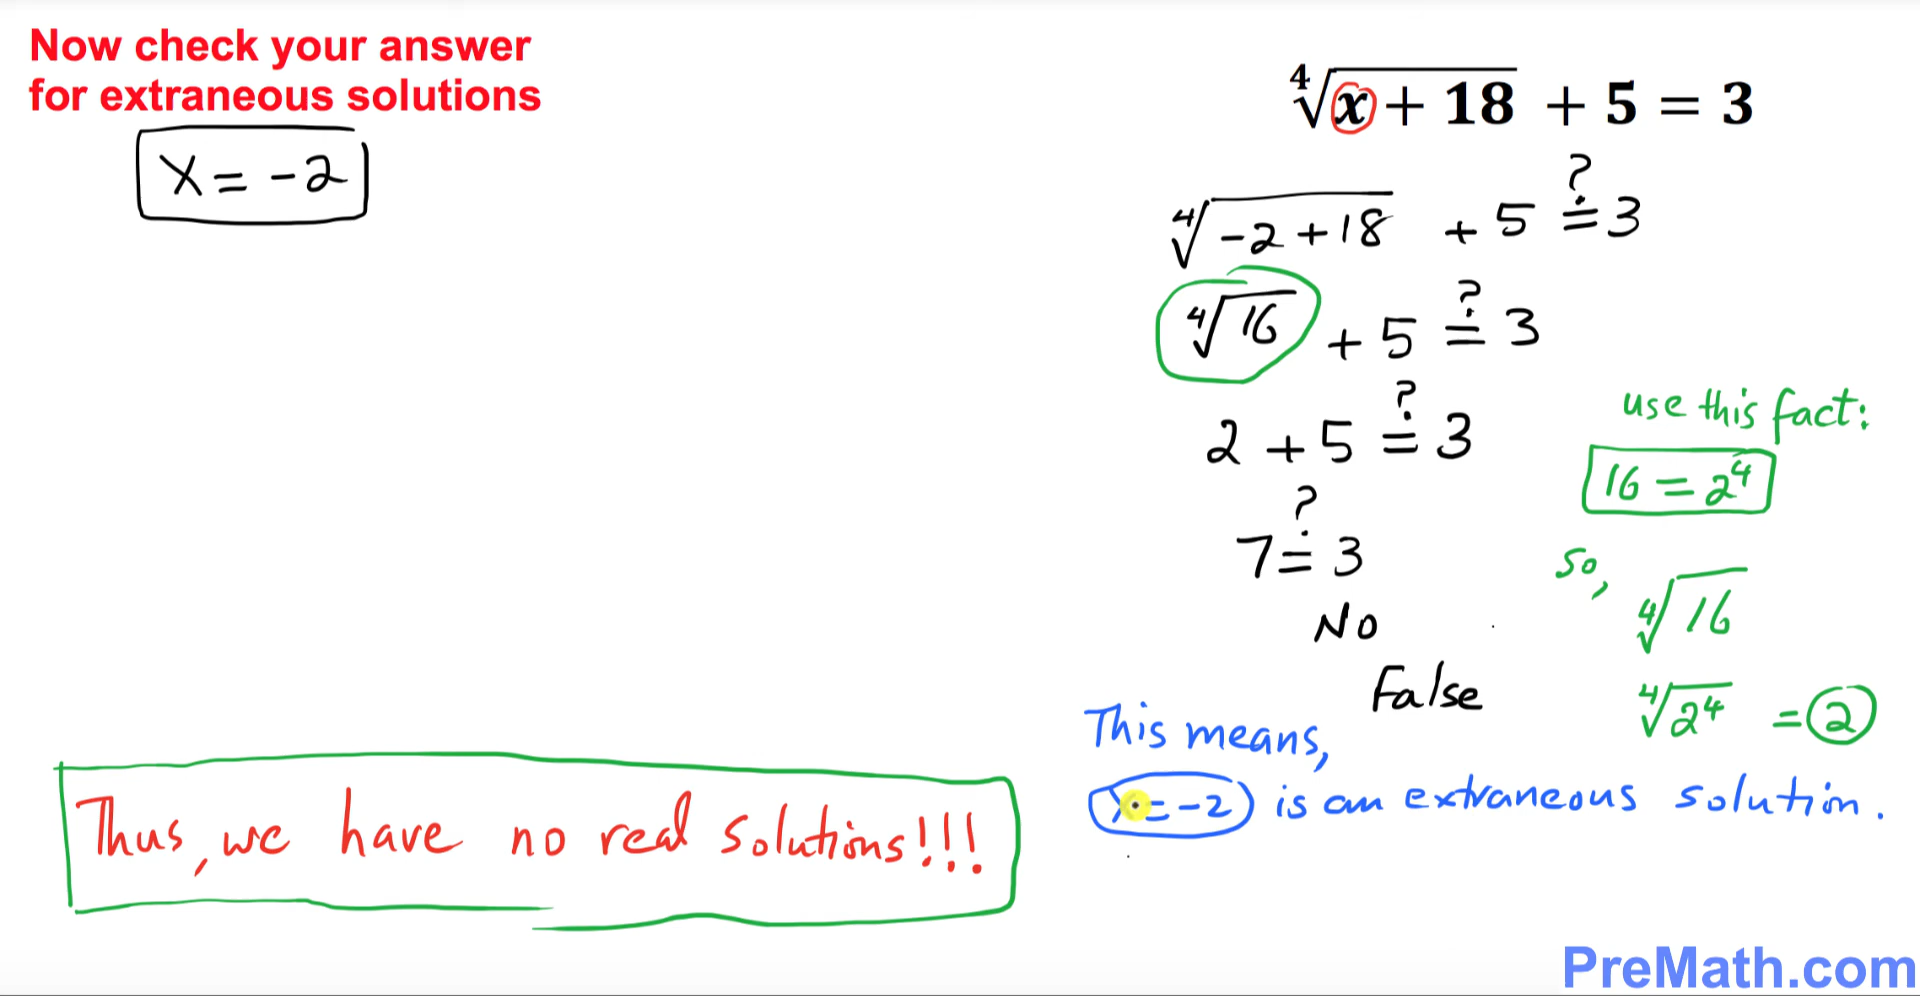 Now check your answer
for extraneous solutions
x = -2
∜(x + 18) + 5 = 3
∜(-2 + 18) + 5 ≟ 3
∜16 + 5 ≟ 3
2 + 5 ≟ 3
7 ≟ 3
No
False
use this fact:
16 = 2⁴
so,
∜16
∜2⁴ = 2
This means,
x = -2 is an extraneous solution.
Thus, we have no real solutions!!!
PreMath.com